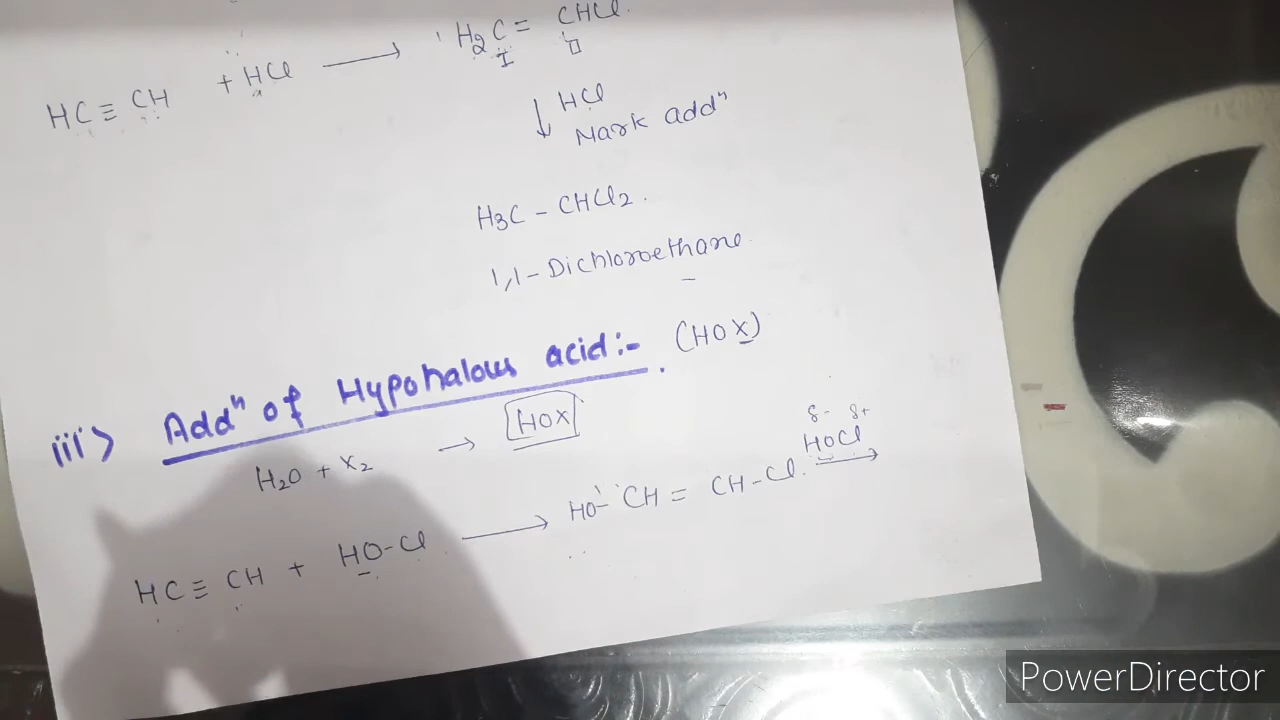 HC ≡ CH + HCl ⟶ H₂C = CHCl.
I II
↓ HCl
Mark addⁿ
H₃C - CHCl₂.
1,1-Dichloroethane
iii> Addⁿ of Hypohalous acid:- (HOX)
H₂O + X₂ → HOX
δ- δ+
HOCl
HC ≡ CH + HO-Cl ⟶ HO-CH = CH-Cl. ⟶
PowerDirector